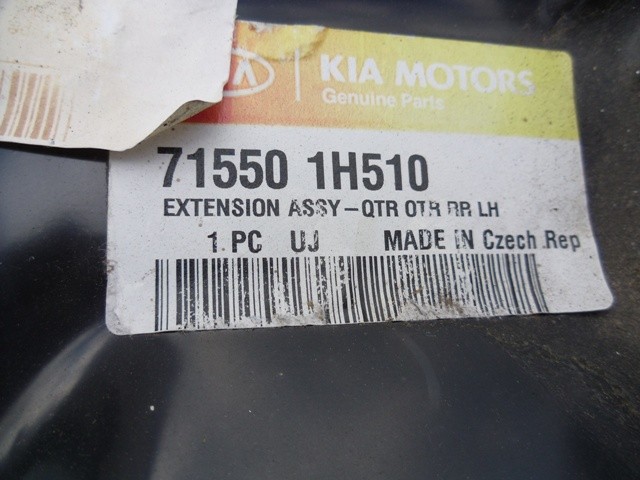 KIA MOTORS
Genuine Parts
71550 1H510
EXTENSION ASSY-QTR OTR RR LH
1.PC UJ MADE IN Czech.Rep